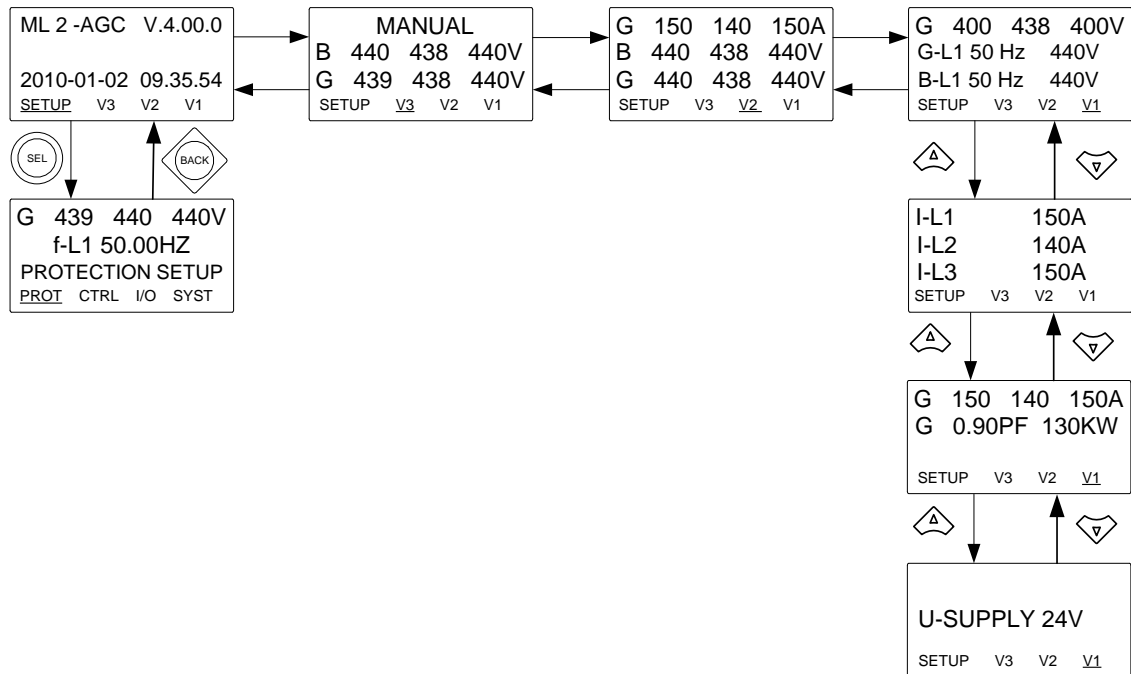 ML 2 -AGC V.4.00.0
2010-01-02 09.35.54
SETUP V3 V2 V1
MANUAL
B 440 438 440V
G 439 438 440V
SETUP V3 V2 V1
G 150 140 150A
B 440 438 440V
G 440 438 440V
SETUP V3 V2 V1
G 400 438 400V
G-L1 50 Hz 440V
B-L1 50 Hz 440V
SETUP V3 V2 V1
SEL
BACK
G 439 440 440V
f-L1 50.00HZ
PROTECTION SETUP
PROT CTRL I/O SYST
I-L1 150A
I-L2 140A
I-L3 150A
SETUP V3 V2 V1
G 150 140 150A
G 0.90PF 130KW
SETUP V3 V2 V1
U-SUPPLY 24V
SETUP V3 V2 V1